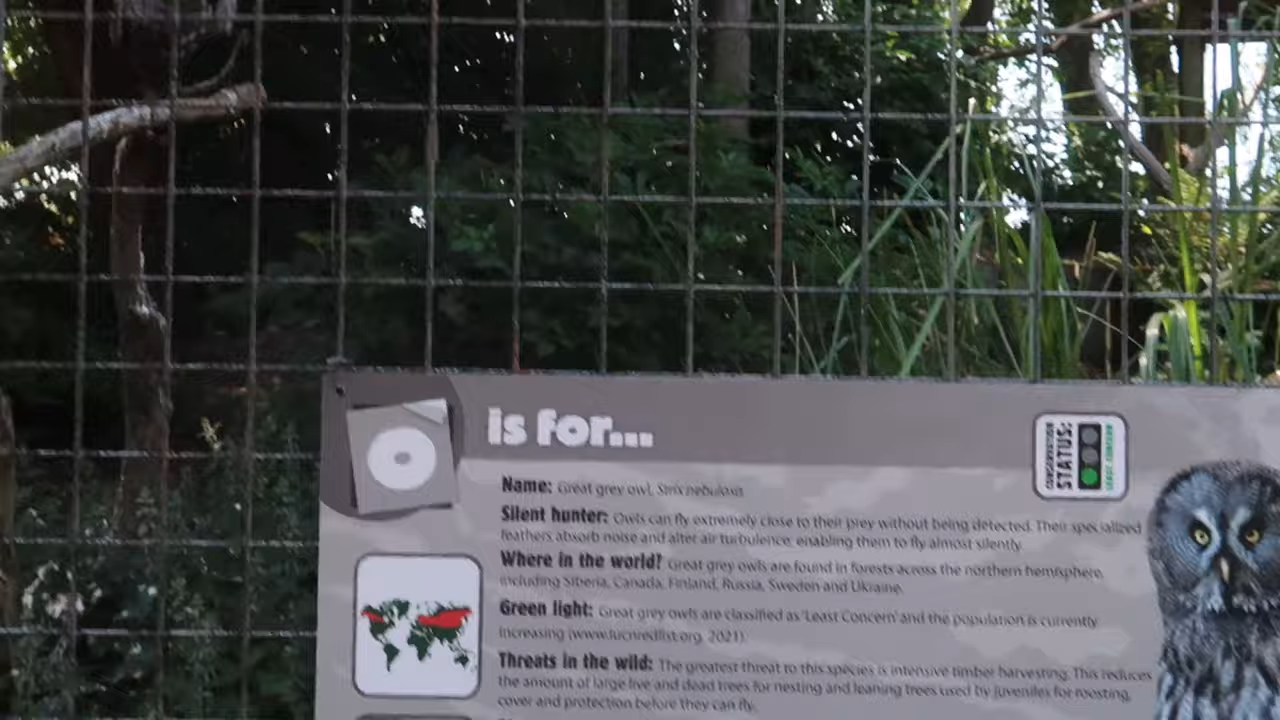 is for...
CONSERVATION
STATUS:
LEAST CONCERN
Name: Great grey owl, Strix nebulosa
Silent hunter: Owls can fly extremely close to their prey without being detected. Their specialized
feathers absorb noise and alter air turbulence, enabling them to fly almost silently.
Where in the world? Great grey owls are found in forests across the northern hemisphere,
including Siberia, Canada, Finland, Russia, Sweden and Ukraine.
Green light: Great grey owls are classified as 'Least Concern' and the population is currently
increasing (www.iucnredlist.org, 2021).
Threats in the wild: The greatest threat to this species is intensive timber harvesting. This reduces
the amount of large live and dead trees for nesting and leaning trees used by juveniles for roosting,
cover and protection before they can fly.